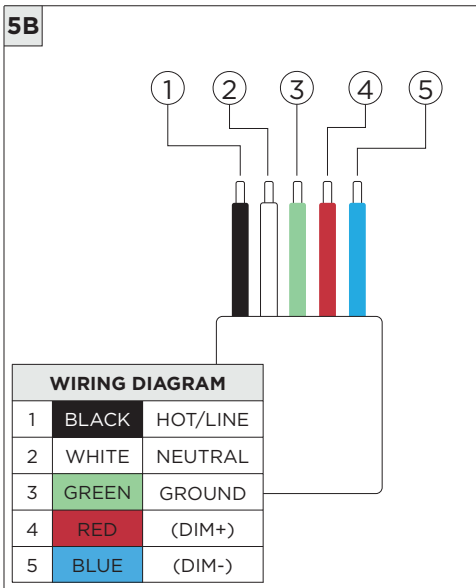 5B
1 2 3 4 5
WIRING DIAGRAM
1 BLACK HOT/LINE
2 WHITE NEUTRAL
3 GREEN GROUND
4 RED (DIM+)
5 BLUE (DIM-)